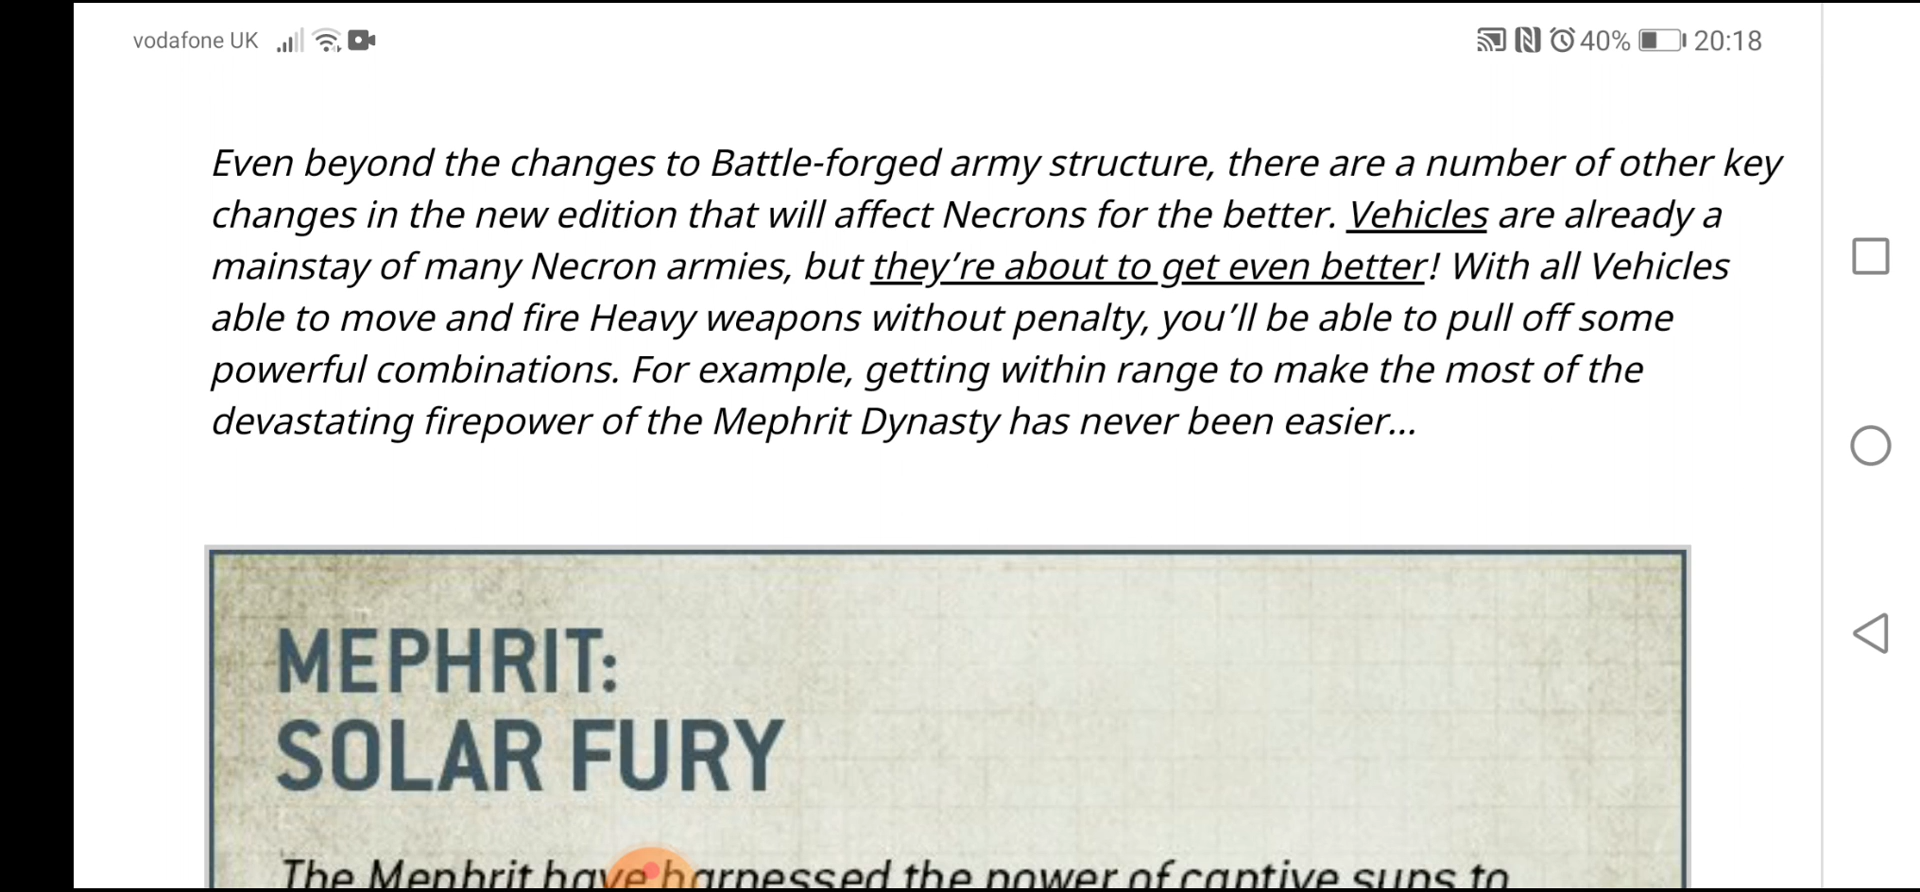 vodafone UK 40% 20:18
Even beyond the changes to Battle-forged army structure, there are a number of other key
changes in the new edition that will affect Necrons for the better. Vehicles are already a
mainstay of many Necron armies, but they’re about to get even better! With all Vehicles
able to move and fire Heavy weapons without penalty, you’ll be able to pull off some
powerful combinations. For example, getting within range to make the most of the
devastating firepower of the Mephrit Dynasty has never been easier...
MEPHRIT:
SOLAR FURY
The Mephrit have harnessed the power of captive suns to